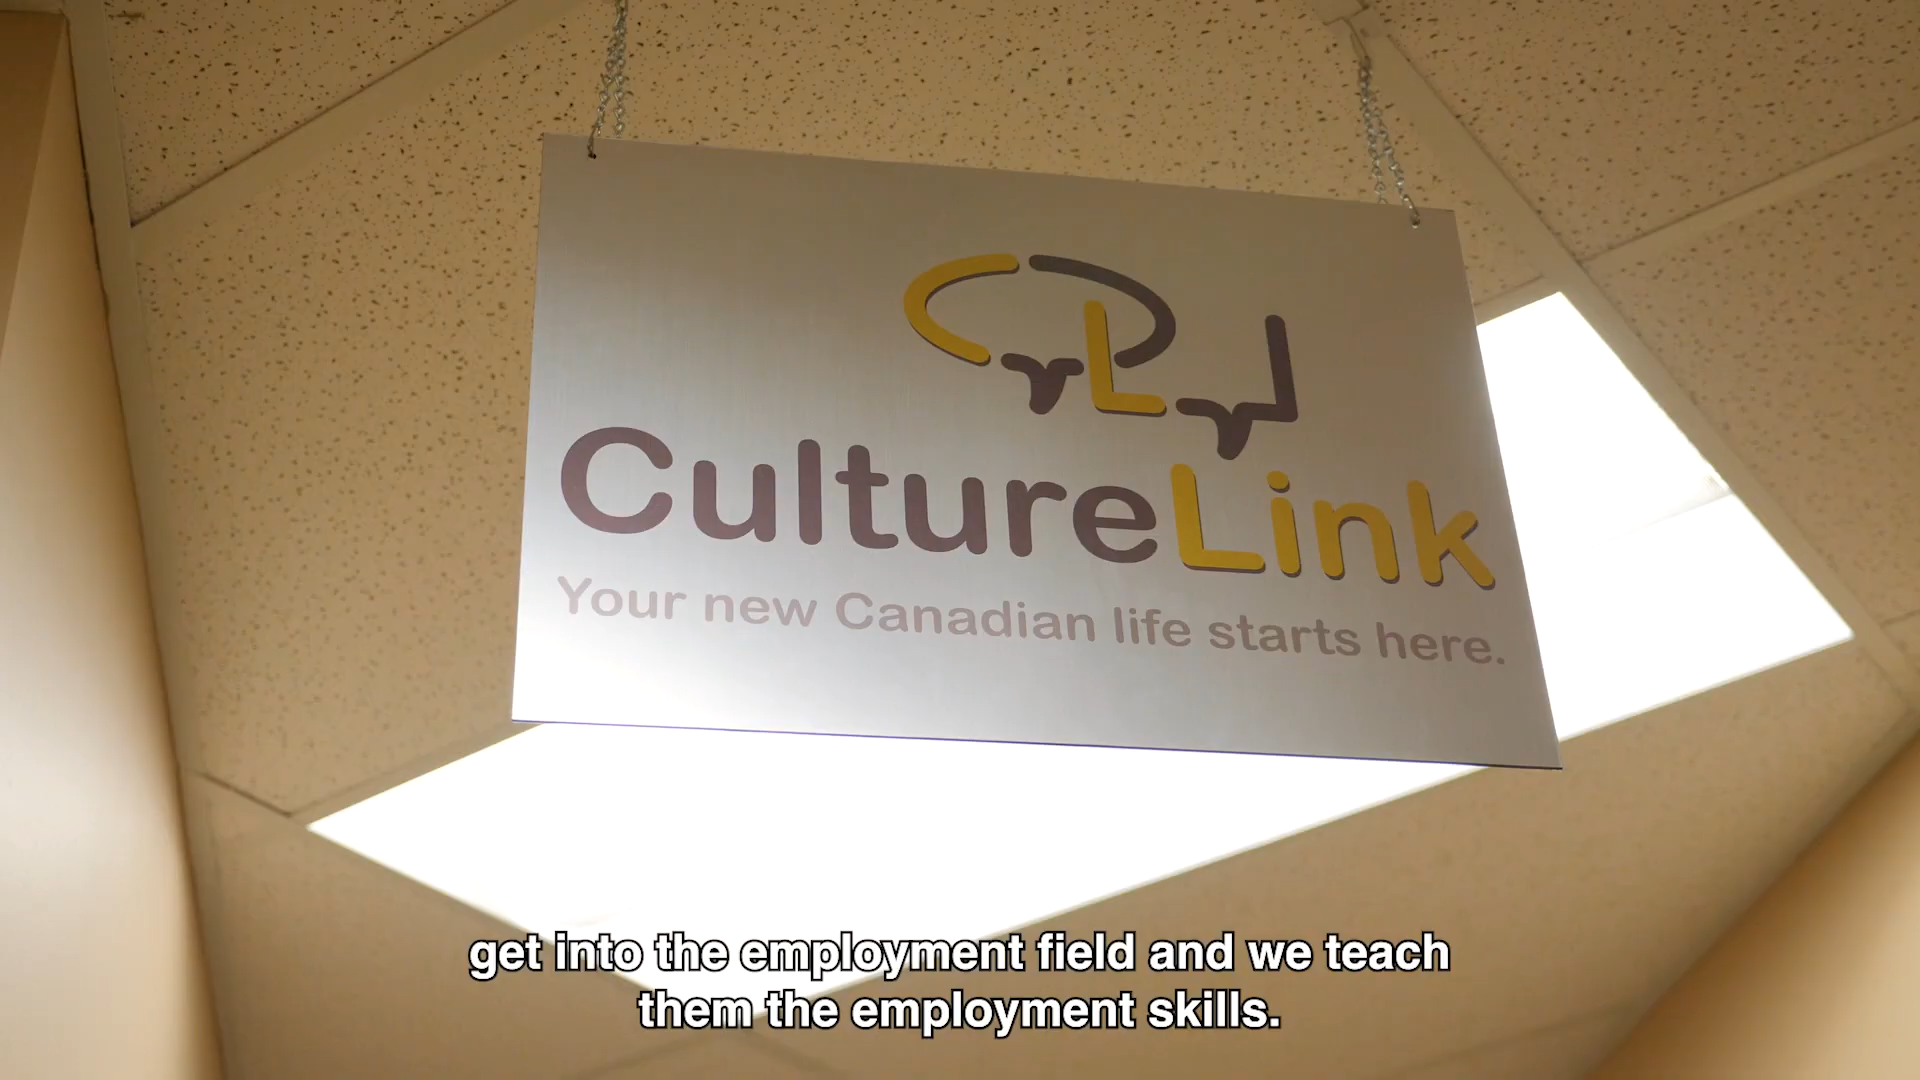 CultureLink
Your new Canadian life starts here.
get into the employment field and we teach
them the employment skills.